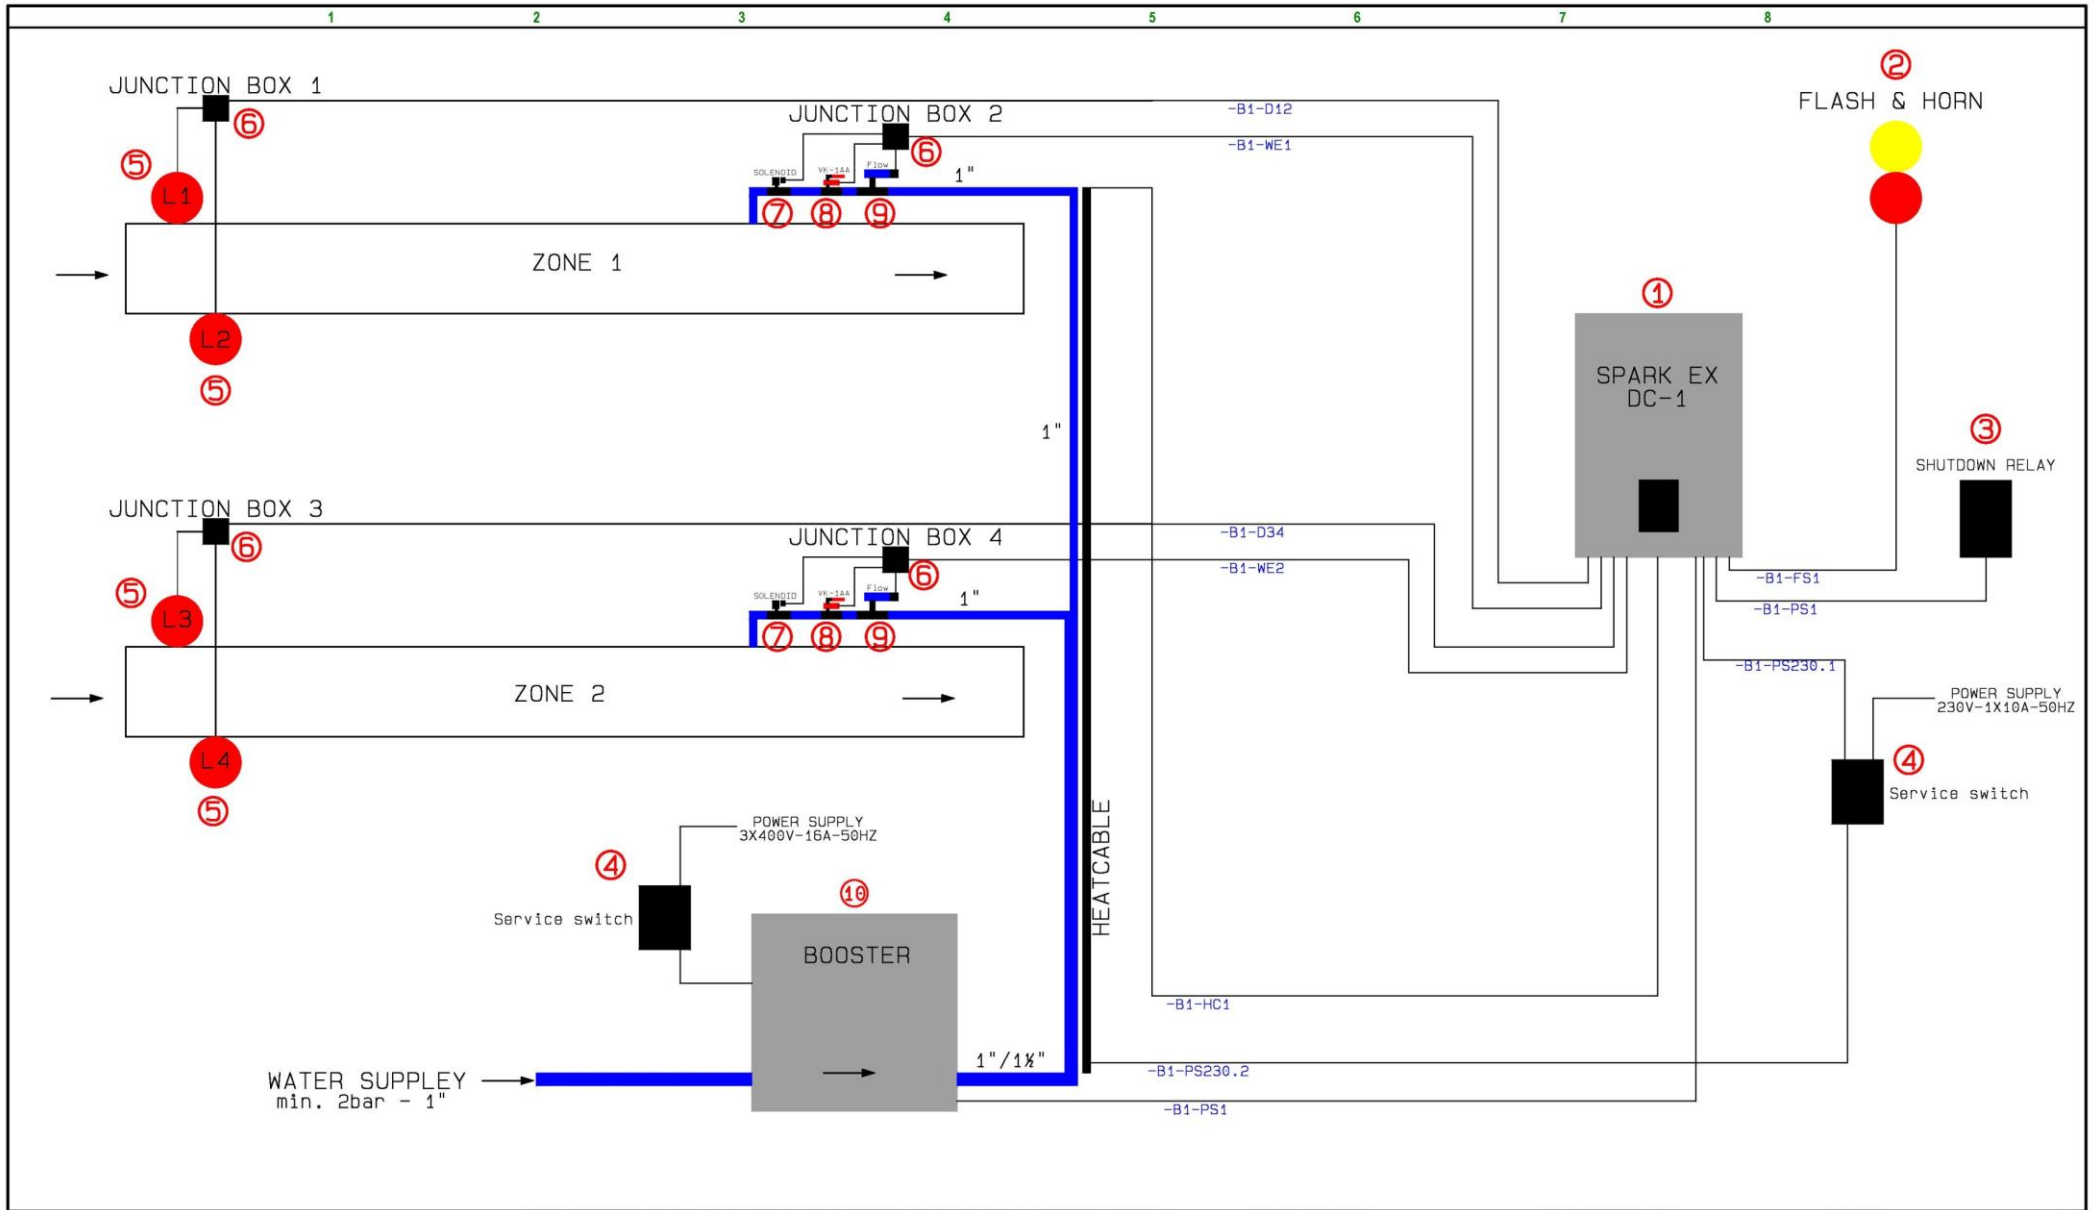 1 2 3 4 5 6 7 8
JUNCTION BOX 1
⑥
⑤
L1
L2
⑤
ZONE 1
JUNCTION BOX 2
⑥
SOLENOID
VK-1AA
Flow
1"
⑦ ⑧ ⑨
1"
-B1-D12
-B1-WE1
②
FLASH & HORN
①
SPARK EX
DC-1
③
SHUTDOWN RELAY
JUNCTION BOX 3
⑥
⑤
L3
L4
⑤
ZONE 2
JUNCTION BOX 4
⑥
SOLENOID
VK-1AA
Flow
1"
⑦ ⑧ ⑨
-B1-D34
-B1-WE2
-B1-FS1
-B1-PS1
-B1-PS230.1
POWER SUPPLY
230V-1X10A-50HZ
④
Service switch
POWER SUPPLY
3X400V-16A-50HZ
④
Service switch
⑩
BOOSTER
HEATCABLE
-B1-HC1
1"/1½"
-B1-PS230.2
-B1-PS1
WATER SUPPLEY
min. 2bar - 1"